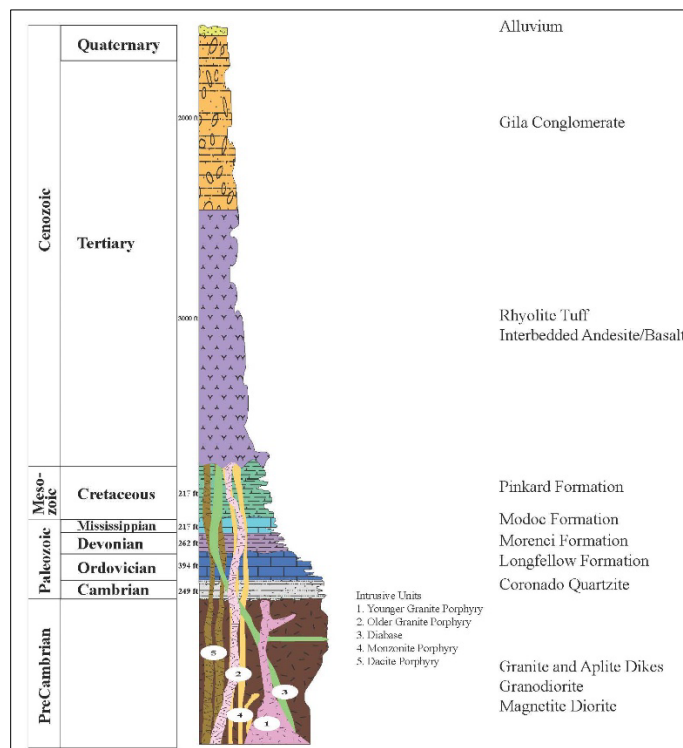 Cenozoic
Quaternary
Alluvium
2000 ft
Gila Conglomerate
Tertiary
3000 ft
Rhyolite Tuff
Interbedded Andesite/Basalt
Meso-
zoic
Cretaceous
217 ft
Pinkard Formation
Paleozoic
Mississippian
217 ft
Modoc Formation
Devonian
262 ft
Morenci Formation
Ordovician
394 ft
Longfellow Formation
Cambrian
249 ft
Coronado Quartzite
Intrusive Units
1. Younger Granite Porphyry
2. Older Granite Porphyry
3. Diabase
4. Monzonite Porphyry
5. Dacite Porphyry
PreCambrian
5
2
3
4
1
Granite and Aplite Dikes
Granodiorite
Magnetite Diorite